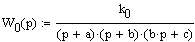 W₀(p) := k₀ / ((p + a)·(p + b)·(b·p + c))